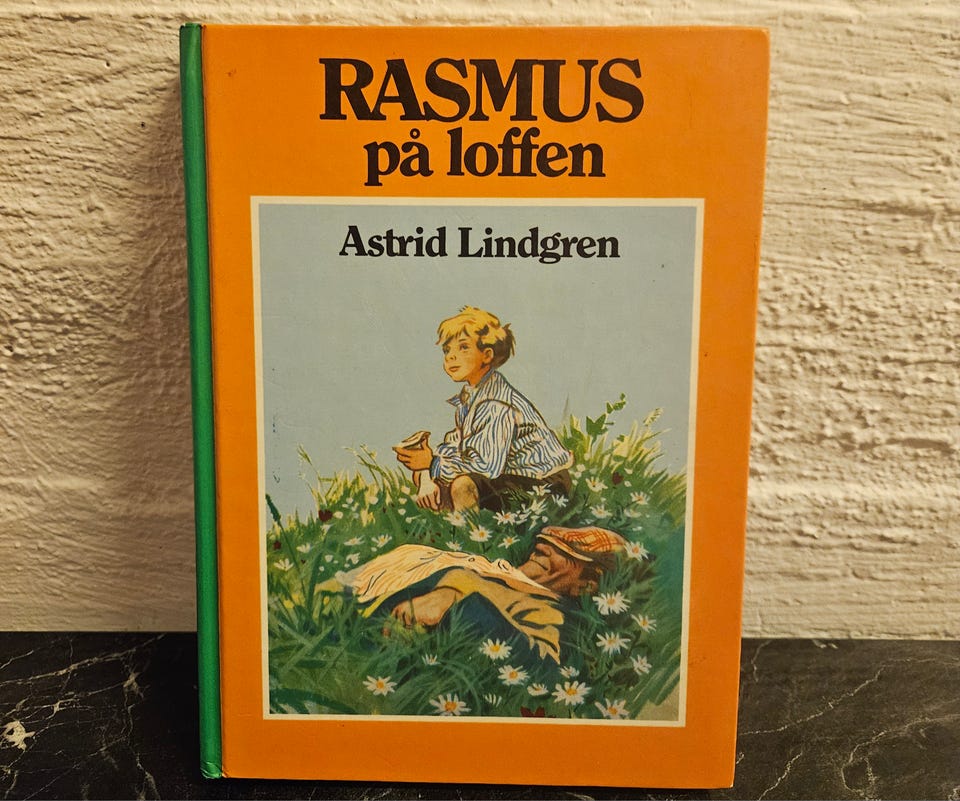 RASMUS
på loffen
Astrid Lindgren